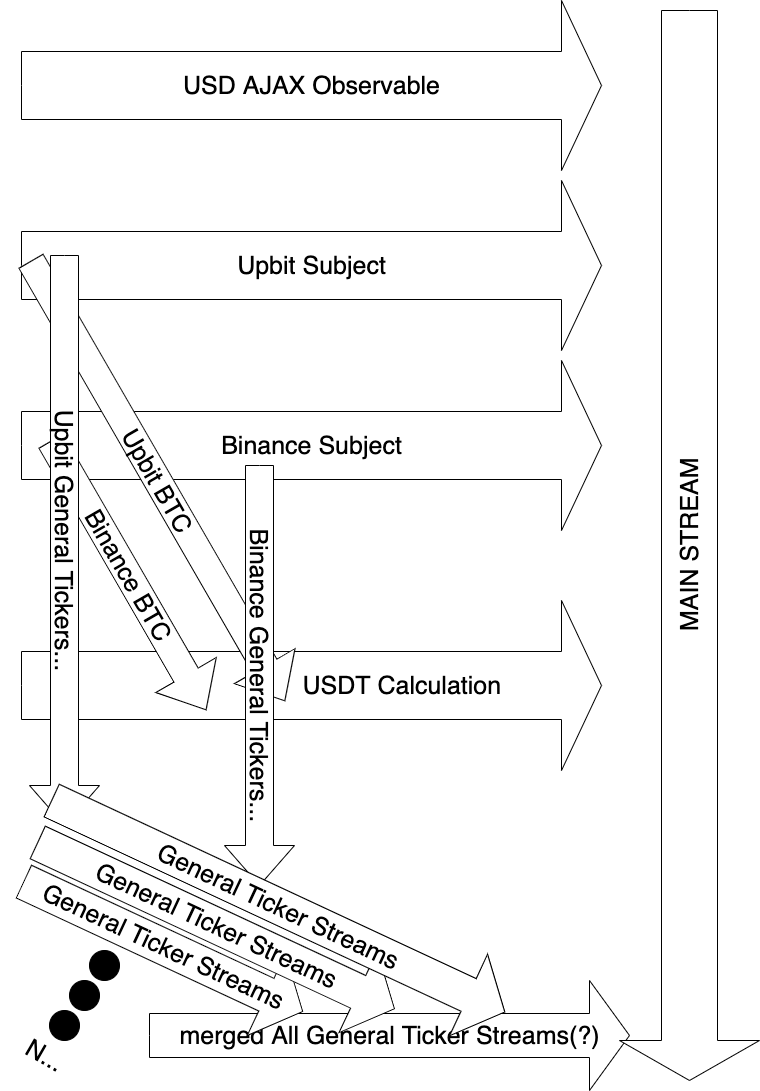 USD AJAX Observable
Upbit Subject
Binance Subject
Upbit General Tickers...
Upbit BTC
Binance BTC
Binance General Tickers...
MAIN STREAM
USDT Calculation
General Ticker Streams
General Ticker Streams
General Ticker Streams
N...
merged All General Ticker Streams(?)